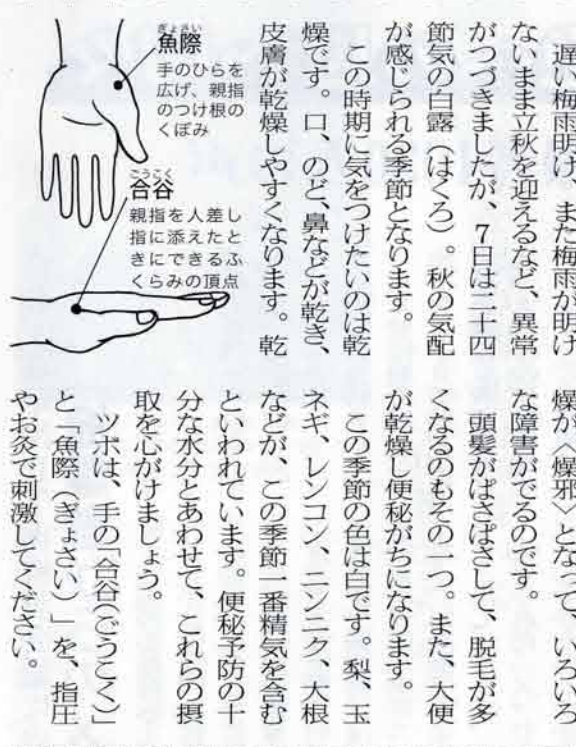 遅い梅雨明け。また梅雨が明け
ないまま立秋を迎えるなど、異常
がつづきましたが、7日は二十四
節気の白露（はくろ）。秋の気配
が感じられる季節となります。
この時期に気をつけたいのは乾
燥です。口、のど、鼻などが乾き、
皮膚が乾燥しやすくなります。乾
燥が〈燥邪〉となって、いろいろ
な障害がでるのです。
頭髪がぱさぱさして、脱毛が多
くなるのもその一つ。また、大便
が乾燥し便秘がちになります。
この季節の色は白です。梨、玉
ネギ、レンコン、ニンニク、大根
などが、この季節一番精気を含む
といわれています。便秘予防の十
分な水分とあわせて、これらの摂
取を心がけましょう。
ツボは、手の「合谷（ごうこく）」
と「魚際（ぎょさい）」を、指圧
やお灸で刺激してください。
ぎょさい
魚際
手のひらを
広げ、親指
のつけ根の
くぼみ
ごうこく
合谷
親指を人差し
指に添えたと
きにできるふ
くらみの頂点